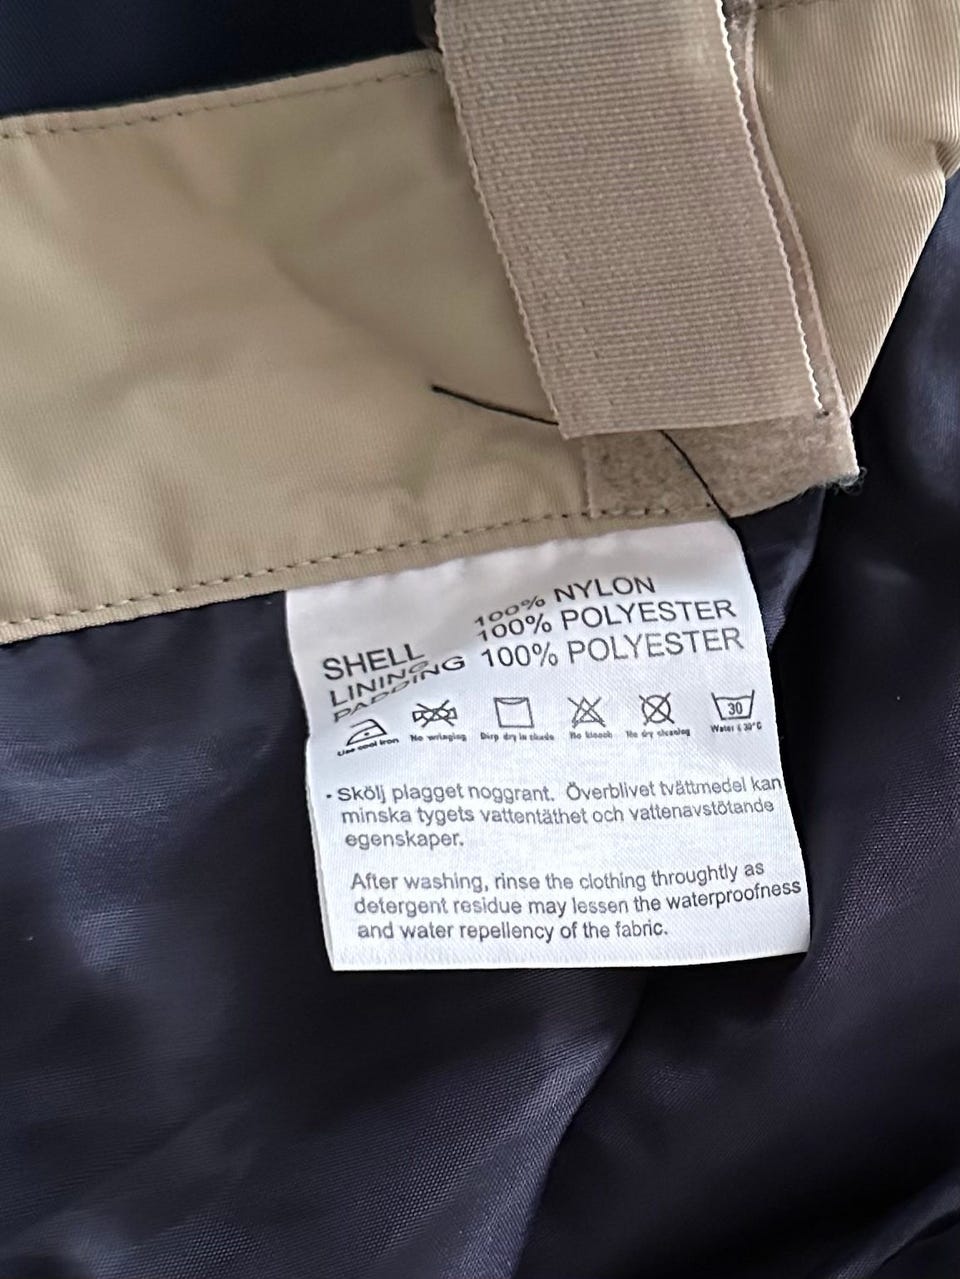 SHELL 100% NYLON
LINING 100% POLYESTER
PADDING 100% POLYESTER
30
Use cool iron No wringing Dirp dry in shade No bleach No dry cleaning Water ≤ 30°C
· Skölj plagget noggrant. Överblivet tvättmedel kan
minska tygets vattentäthet och vattenavstötande
egenskaper.
After washing, rinse the clothing throughtly as
detergent residue may lessen the waterproofness
and water repellency of the fabric.